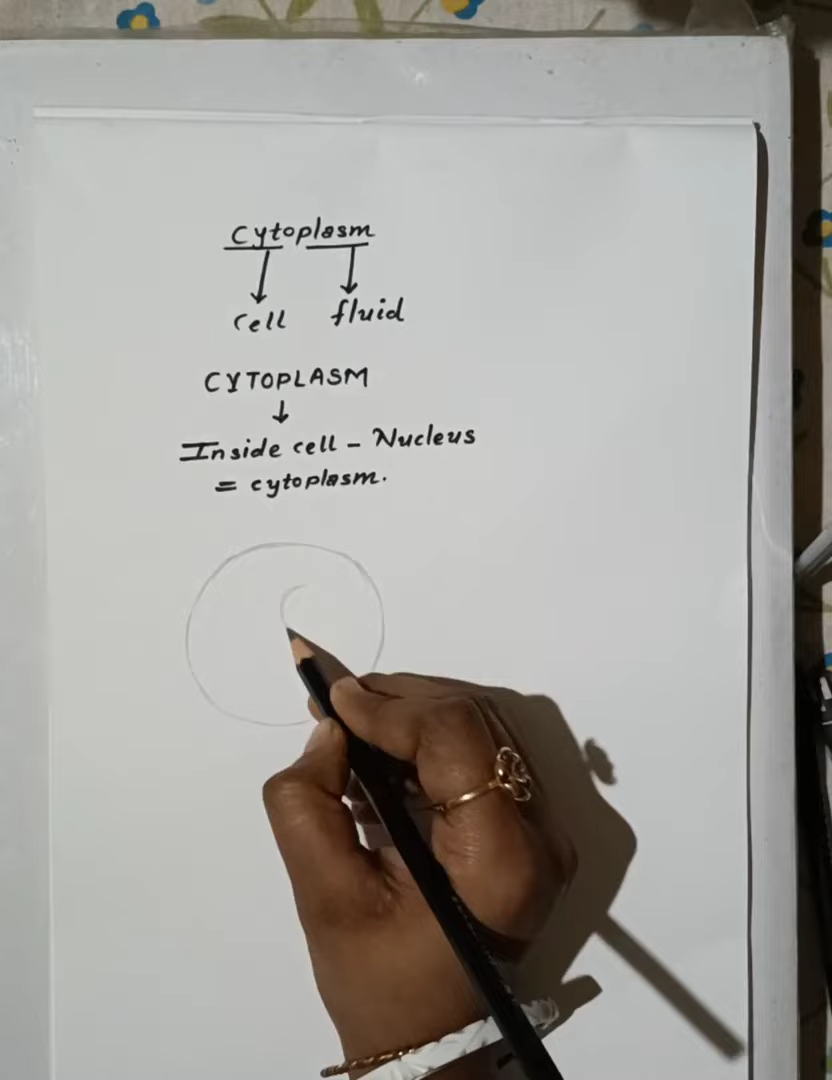 Cytoplasm
cell fluid
CYTOPLASM
Inside cell - Nucleus
= cytoplasm.